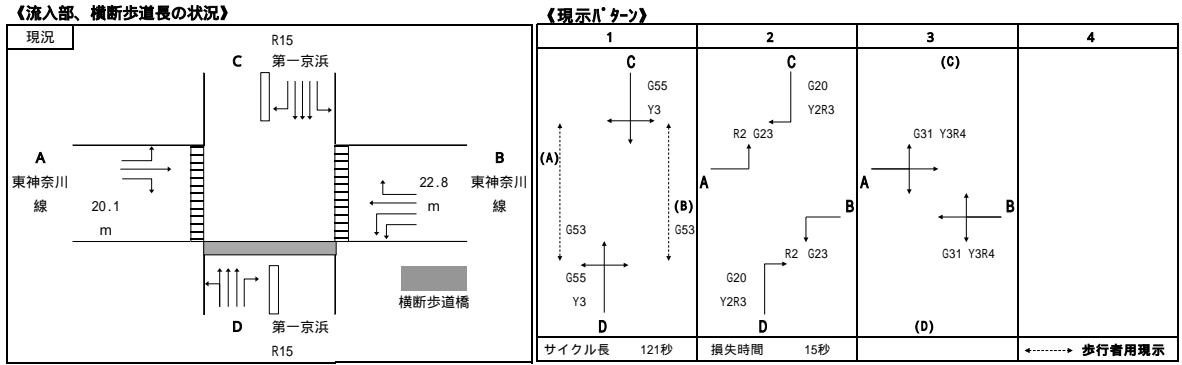 《流入部、横断歩道長の状況》
現況
R15
C 第一京浜
A
東神奈川
線
20.1
m
B
東神奈川
線
22.8
m
横断歩道橋
D 第一京浜
R15
《現示パターン》
1 2 3 4
C
G55
Y3
(A)
(B)
G53
G53
G55
Y3
D
C
G20
Y2R3
R2 G23
A
B
R2 G23
G20
Y2R3
D
(C)
G31 Y3R4
A
B
G31 Y3R4
(D)
サイクル長 121秒 損失時間 15秒
歩行者用現示